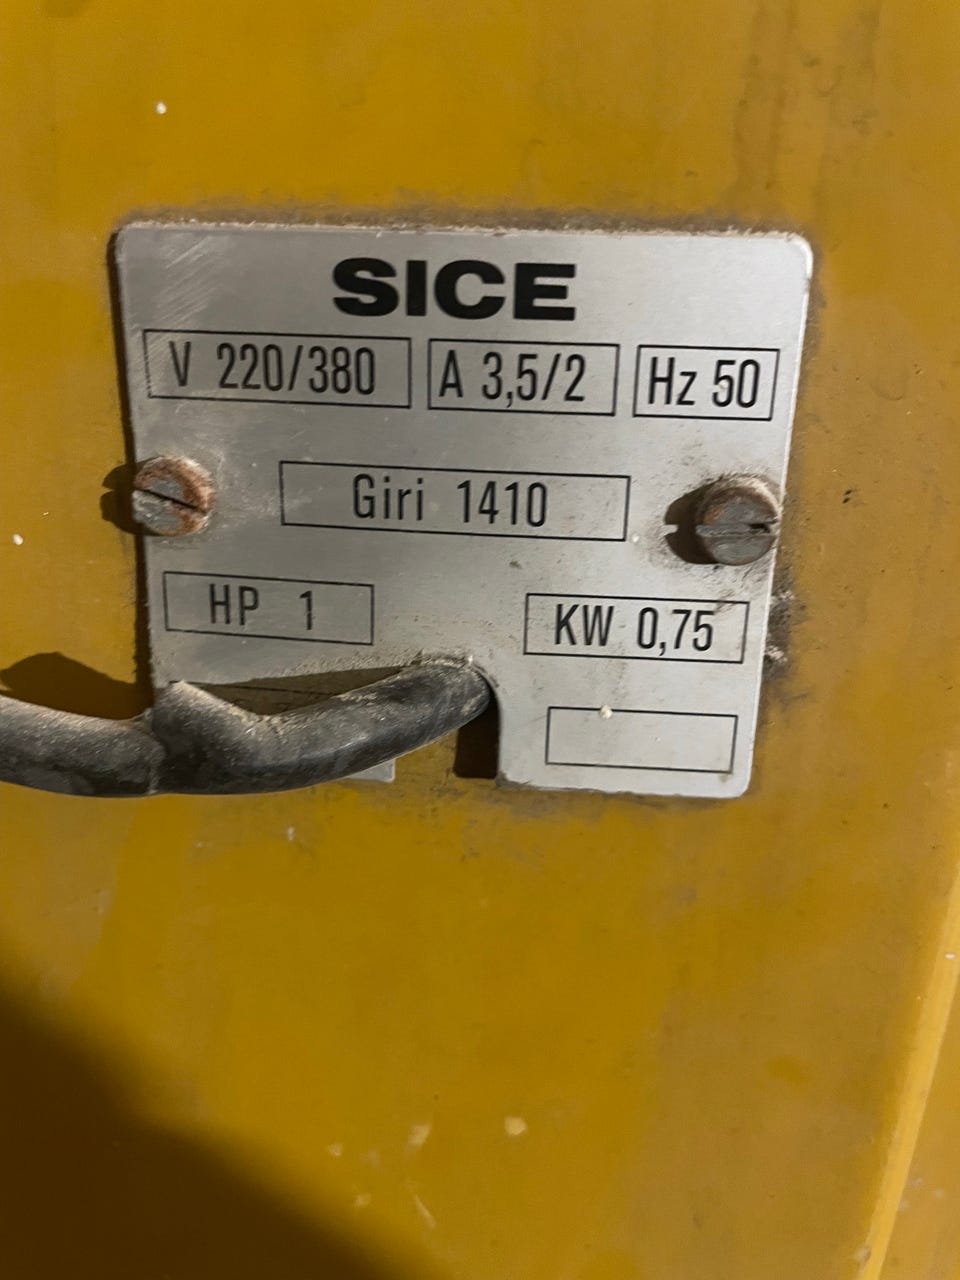 SICE
V 220/380 A 3,5/2 Hz 50
Giri 1410
HP 1 KW 0,75